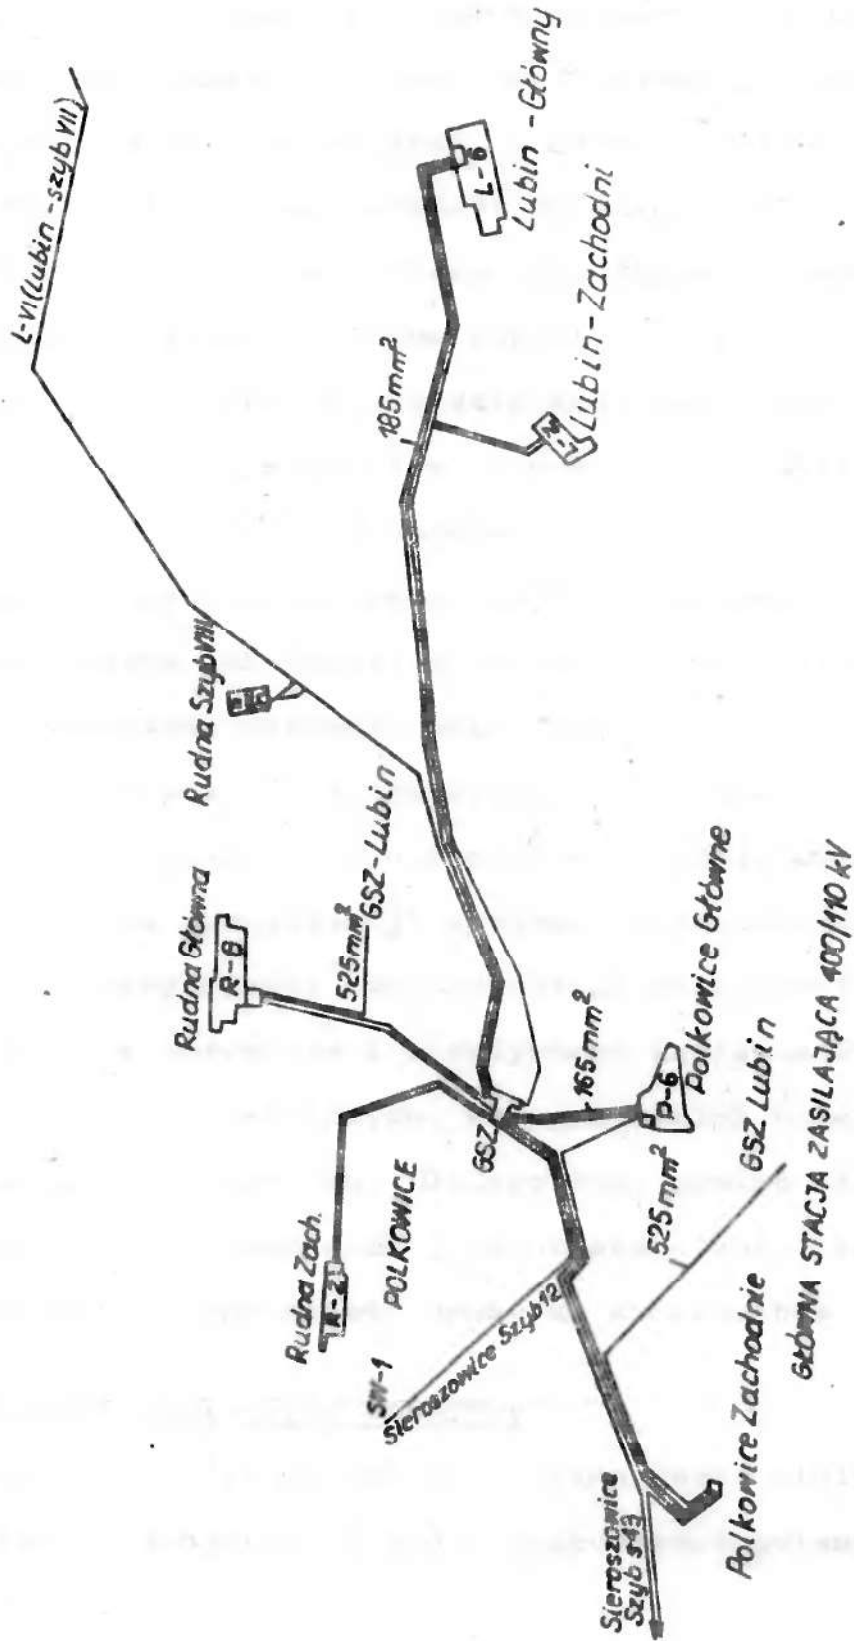 L-VI (Lubin - szyb VII)
L-6
Lubin - Główny
Lubin - Zachodni
185mm²
Rudna Szyb VIII
Rudna Główna
R-6
525mm²
GSZ-Lubin
GSZ
165mm²
P-6
Polkowice Główne
Rudna Zach.
R-2
POLKOWICE
SW-1
Sieroszowice Szyb 12
525mm²
GSZ Lubin
GŁÓWNA STACJA ZASILAJĄCA 400/110 kV
Sieroszowice
Szyb s-43
Polkowice Zachodnie